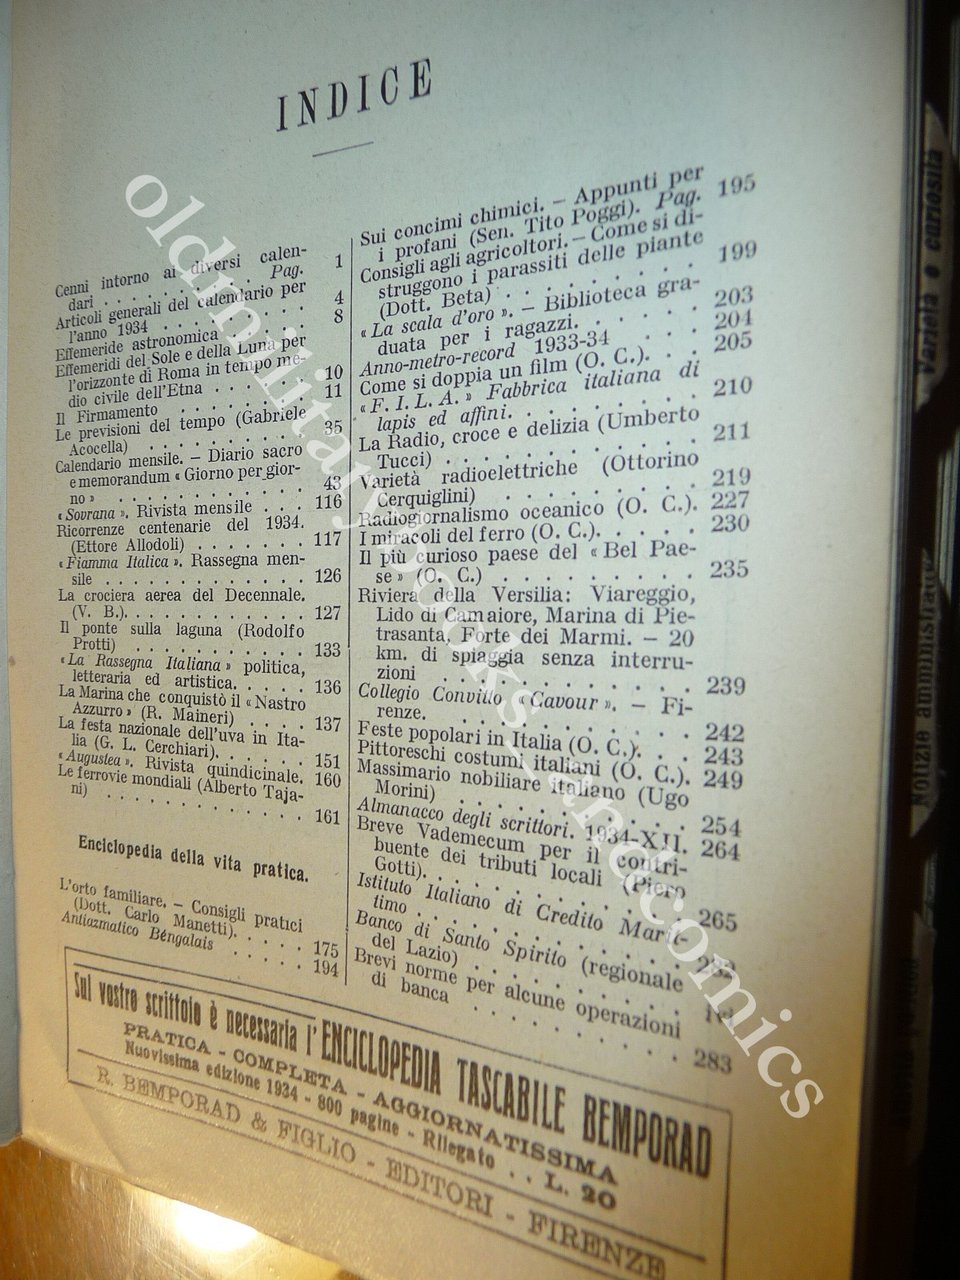 INDICE
Cenni intorno ai diversi calen-
dari . . . . . . . . . . Pag. 1
Articoli generali del calendario per
l'anno 1934 . . . . . . . . 4
Effemeride astronomica . . . . . 8
Effemeridi del Sole e della Luna per
l'orizzonte di Roma in tempo me-
dio civile dell'Etna . . . . . . 10
Il Firmamento . . . . . . . . 11
Le previsioni del tempo (Gabriele
Acocella) . . . . . . . . . 35
Calendario mensile. – Diario sacro
e memorandum « Giorno per gior-
no » . . . . . . . . . . . 43
« Sovrana ». Rivista mensile . . . 116
Ricorrenze centenarie del 1934.
(Ettore Allodoli) . . . . . . . 117
« Fiamma Italica ». Rassegna men-
sile . . . . . . . . . . . . 126
La crociera aerea del Decennale.
(V. B.). . . . . . . . . . . 127
Il ponte sulla laguna (Rodolfo
Protti) . . . . . . . . . . 133
« La Rassegna Italiana » politica,
letteraria ed artistica. . . . . 136
La Marina che conquistò il « Nastro
Azzurro » (R. Maineri) . . . . 137
La festa nazionale dell'uva in Ita-
lia (G. L. Cerchiari). . . . . . 151
« Augustea ». Rivista quindicinale. 160
Le ferrovie mondiali (Alberto Taja-
ni) . . . . . . . . . . . . 161
Enciclopedia della vita pratica.
L'orto familiare. – Consigli pratici
(Dott. Carlo Manetti). . . . . 175
Antiazmatico Béngalais . . . . . 194
Sui concimi chimici. – Appunti per
i profani (Sen. Tito Poggi). Pag. 195
Consigli agli agricoltori. – Come si di-
struggono i parassiti delle piante
(Dott. Beta) . . . . . . . . . 199
« La scala d'oro ». – Biblioteca gra-
duata per i ragazzi. . . . . . 203
Anno-metro-record 1933-34 . . . 204
Come si doppia un film (O. C.). . . 205
« F. I. L. A. » Fabbrica italiana di
lapis ed affini. . . . . . . . . 210
La Radio, croce e delizia (Umberto
Tucci) . . . . . . . . . . . 211
Varietà radioelettriche (Ottorino
Cerquiglini) . . . . . . . . . 219
Radiogiornalismo oceanico (O. C.). 227
I miracoli del ferro (O. C.). . . . . 230
Il più curioso paese del « Bel Pae-
se » (O. C.) . . . . . . . . . 235
Riviera della Versilia: Viareggio,
Lido di Camaiore, Marina di Pie-
trasanta, Forte dei Marmi. – 20
km. di spiaggia senza interru-
zioni . . . . . . . . . . . . 239
Collegio Convitto « Cavour ». – Fi-
renze. . . . . . . . . . . . 242
Feste popolari in Italia (O. C.). . . 243
Pittoreschi costumi italiani (O. C.). 249
Massimario nobiliare italiano (Ugo
Morini) . . . . . . . . . . . 254
Almanacco degli scrittori. 1934-XII. 264
Breve Vademecum per il contri-
buente dei tributi locali (Piero
Gotti). . . . . . . . . . . . 265
Istituto Italiano di Credito Marit-
timo . . . . . . . . . . . .
Banco di Santo Spirito (regionale
del Lazio) . . . . . . . . . .
Brevi norme per alcune operazioni
di banca . . . . . . . . . . 283
Sul vostro scrittoio è necessaria l'ENCICLOPEDIA TASCABILE BEMPORAD
PRATICA - COMPLETA - AGGIORNATISSIMA
Nuovissima edizione 1934 - 800 pagine - Rilegato . . L. 20
R. BEMPORAD & FIGLIO - EDITORI - FIRENZE
Varietà e curiosità
Notizie amministrative